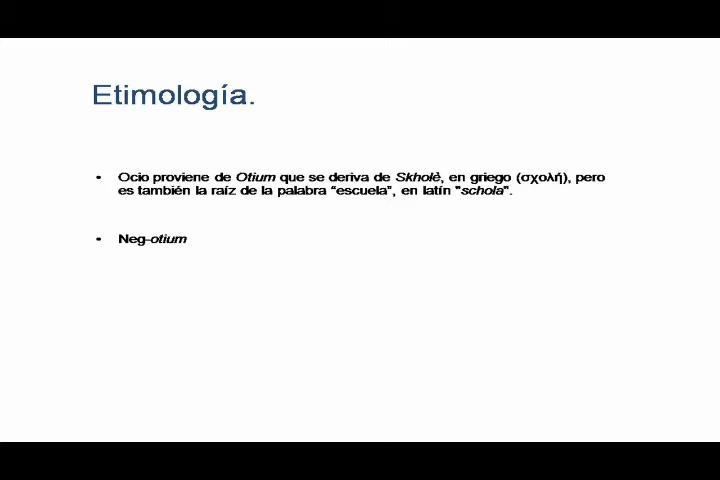 Etimología.
• Ocio proviene de Otium que se deriva de Skholè, en griego (σχολή), pero
es también la raíz de la palabra “escuela”, en latín "schola".
• Neg-otium